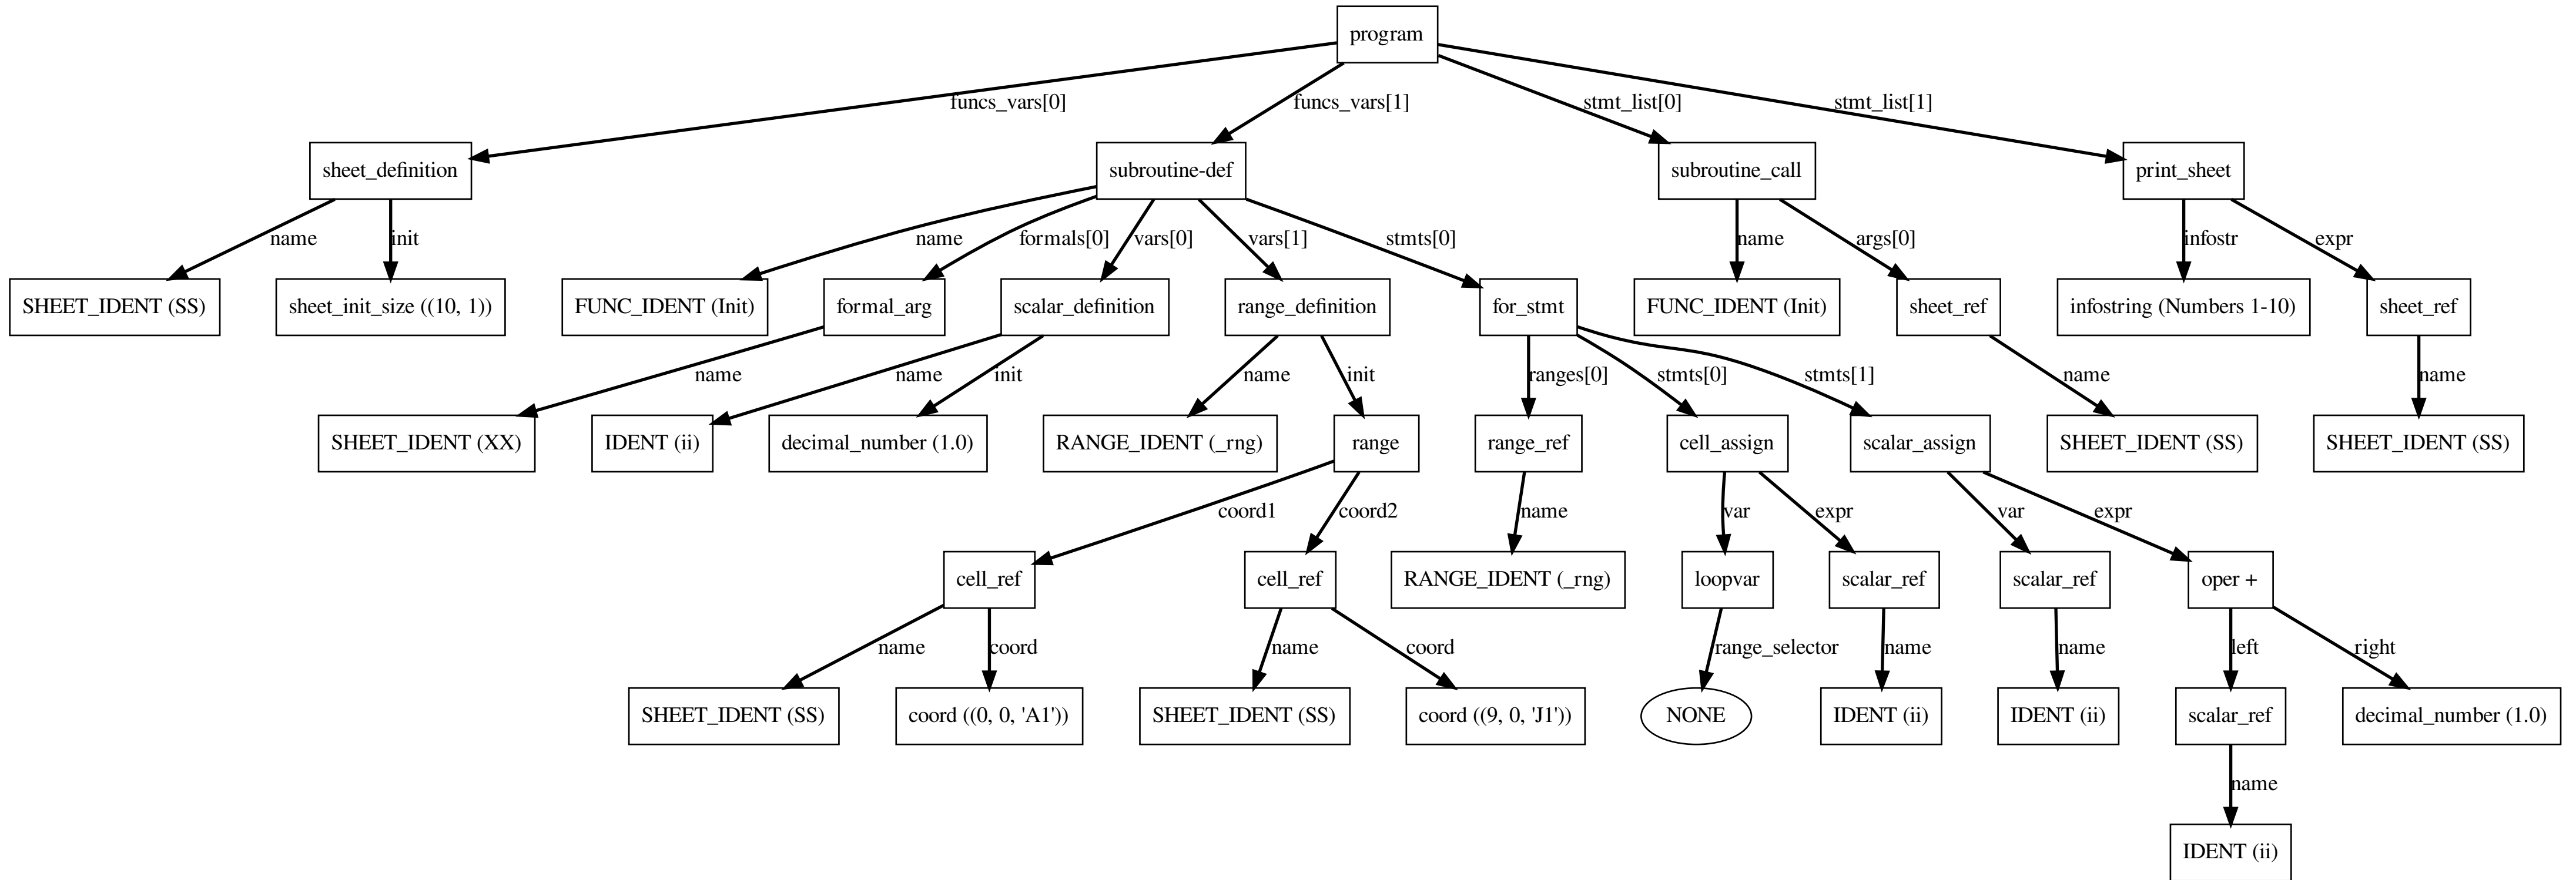 program
funcs_vars[0]
funcs_vars[1]
stmt_list[0]
stmt_list[1]
sheet_definition
subroutine-def
subroutine_call
print_sheet
name
init
name
formals[0]
vars[0]
vars[1]
stmts[0]
name
args[0]
infostr
expr
SHEET_IDENT (SS)
sheet_init_size ((10, 1))
FUNC_IDENT (Init)
formal_arg
scalar_definition
range_definition
for_stmt
FUNC_IDENT (Init)
sheet_ref
infostring (Numbers 1-10)
sheet_ref
name
name
init
name
init
ranges[0]
stmts[0]
stmts[1]
name
name
SHEET_IDENT (XX)
IDENT (ii)
decimal_number (1.0)
RANGE_IDENT (_rng)
range
range_ref
cell_assign
scalar_assign
SHEET_IDENT (SS)
SHEET_IDENT (SS)
coord1
coord2
name
var
expr
var
expr
cell_ref
cell_ref
RANGE_IDENT (_rng)
loopvar
scalar_ref
scalar_ref
oper +
name
coord
name
coord
range_selector
name
name
left
right
SHEET_IDENT (SS)
coord ((0, 0, 'A1'))
SHEET_IDENT (SS)
coord ((9, 0, 'J1'))
NONE
IDENT (ii)
IDENT (ii)
scalar_ref
decimal_number (1.0)
name
IDENT (ii)